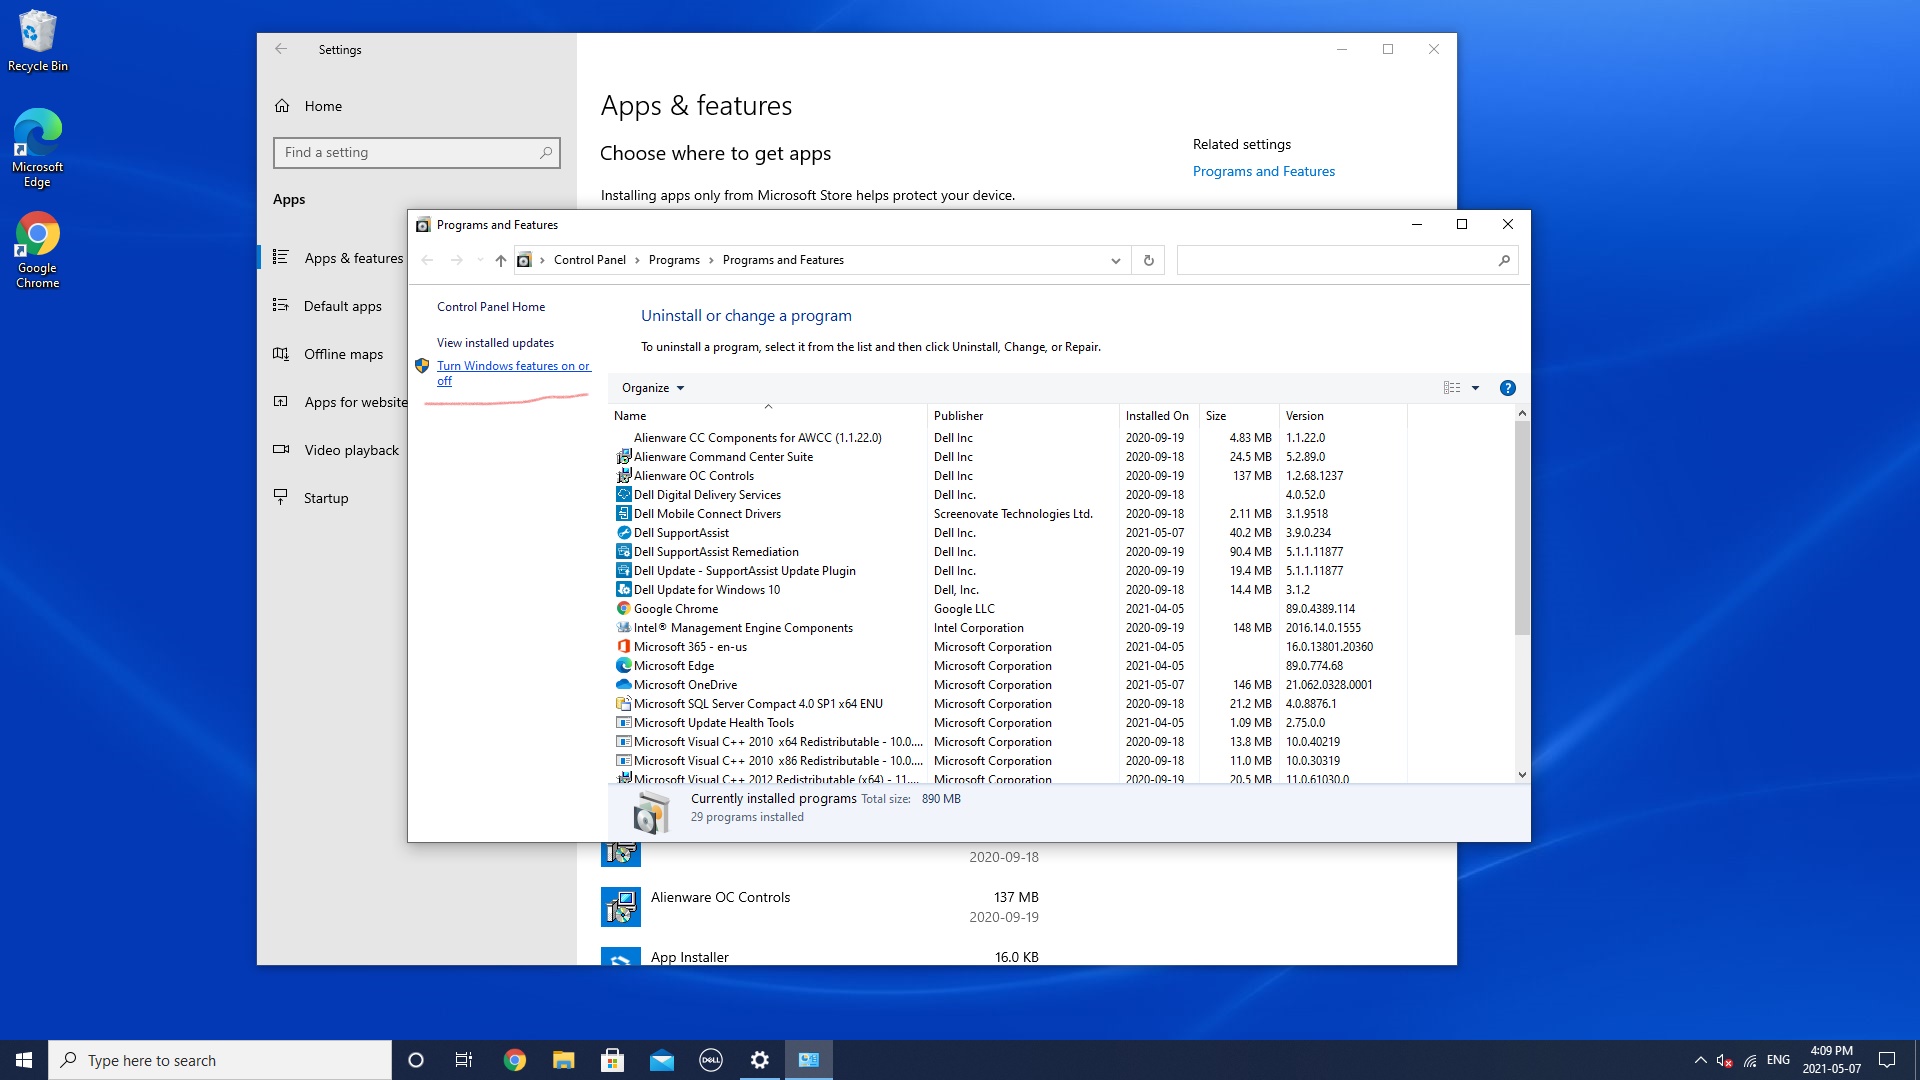 Recycle Bin
Microsoft
Edge
Google
Chrome
Settings
Home
Find a setting
Apps
Apps & features
Default apps
Offline maps
Apps for website
Video playback
Startup
Apps & features
Choose where to get apps
Installing apps only from Microsoft Store helps protect your device.
Related settings
Programs and Features
Programs and Features
Control Panel > Programs > Programs and Features
Control Panel Home
View installed updates
Turn Windows features on or
off
Uninstall or change a program
To uninstall a program, select it from the list and then click Uninstall, Change, or Repair.
Organize
Name Publisher Installed On Size Version
Alienware CC Components for AWCC (1.1.22.0) Dell Inc 2020-09-19 4.83 MB 1.1.22.0
Alienware Command Center Suite Dell Inc 2020-09-18 24.5 MB 5.2.89.0
Alienware OC Controls Dell Inc 2020-09-19 137 MB 1.2.68.1237
Dell Digital Delivery Services Dell Inc. 2020-09-18 4.0.52.0
Dell Mobile Connect Drivers Screenovate Technologies Ltd. 2020-09-18 2.11 MB 3.1.9518
Dell SupportAssist Dell Inc. 2021-05-07 40.2 MB 3.9.0.234
Dell SupportAssist Remediation Dell Inc. 2020-09-19 90.4 MB 5.1.1.11877
Dell Update - SupportAssist Update Plugin Dell Inc. 2020-09-19 19.4 MB 5.1.1.11877
Dell Update for Windows 10 Dell, Inc. 2020-09-18 14.4 MB 3.1.2
Google Chrome Google LLC 2021-04-05 89.0.4389.114
Intel® Management Engine Components Intel Corporation 2020-09-19 148 MB 2016.14.0.1555
Microsoft 365 - en-us Microsoft Corporation 2021-04-05 16.0.13801.20360
Microsoft Edge Microsoft Corporation 2021-04-05 89.0.774.68
Microsoft OneDrive Microsoft Corporation 2021-05-07 146 MB 21.062.0328.0001
Microsoft SQL Server Compact 4.0 SP1 x64 ENU Microsoft Corporation 2020-09-18 21.2 MB 4.0.8876.1
Microsoft Update Health Tools Microsoft Corporation 2021-04-05 1.09 MB 2.75.0.0
Microsoft Visual C++ 2010 x64 Redistributable - 10.0.... Microsoft Corporation 2020-09-18 13.8 MB 10.0.40219
Microsoft Visual C++ 2010 x86 Redistributable - 10.0.... Microsoft Corporation 2020-09-18 11.0 MB 10.0.30319
Microsoft Visual C++ 2012 Redistributable (x64) - 11.... Microsoft Corporation 2020-09-19 20.5 MB 11.0.61030.0
Currently installed programs Total size: 890 MB
29 programs installed
2020-09-18
Alienware OC Controls 137 MB
2020-09-19
App Installer 16.0 KB
Type here to search
DELL
ENG
4:09 PM
2021-05-07